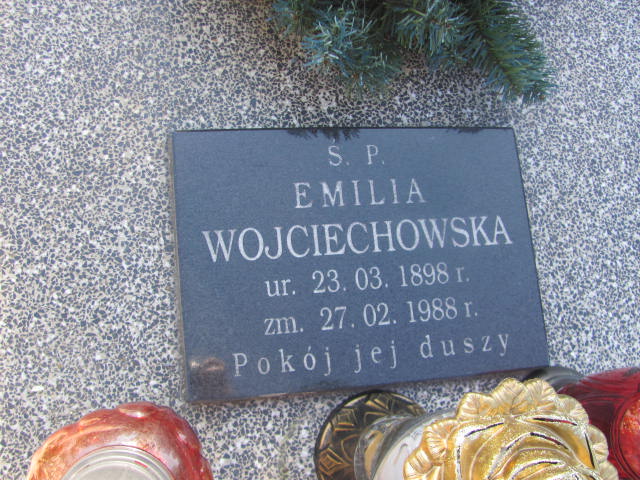 Ś. P.
EMILIA
WOJCIECHOWSKA
ur. 23. 03. 1898 r.
zm. 27. 02. 1988 r.
Pokój jej duszy